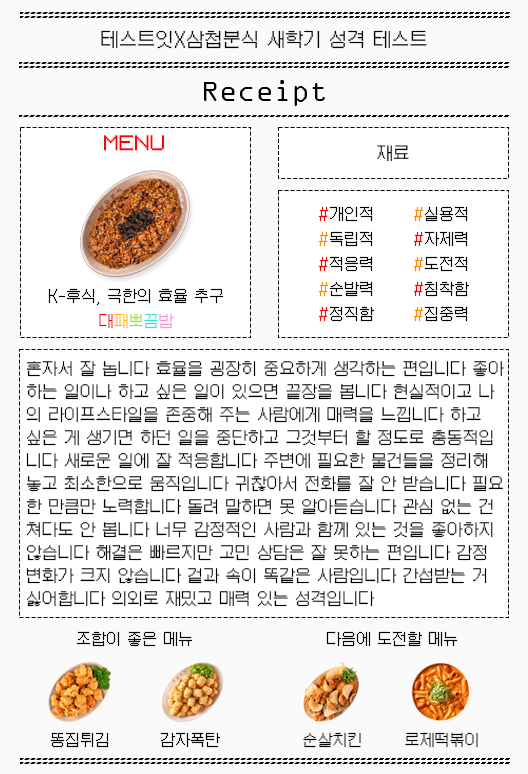 테스트잇X삼첩분식 새학기 성격 테스트
Receipt
MENU
K-후식, 극한의 효율 추구
대패뽀끔밥
재료
#개인적 #실용적
#독립적 #자제력
#적응력 #도전적
#순발력 #침착함
#정직함 #집중력
혼자서 잘 놉니다 효율을 굉장히 중요하게 생각하는 편입니다 좋아
하는 일이나 하고 싶은 일이 있으면 끝장을 봅니다 현실적이고 나
의 라이프스타일을 존중해 주는 사람에게 매력을 느낍니다 하고
싶은 게 생기면 하던 일을 중단하고 그것부터 할 정도로 충동적입
니다 새로운 일에 잘 적응합니다 주변에 필요한 물건들을 정리해
놓고 최소한으로 움직입니다 귀찮아서 전화를 잘 안 받습니다 필요
한 만큼만 노력합니다 돌려 말하면 못 알아듣습니다 관심 없는 건
쳐다도 안 봅니다 너무 감정적인 사람과 함께 있는 것을 좋아하지
않습니다 해결은 빠르지만 고민 상담은 잘 못하는 편입니다 감정
변화가 크지 않습니다 겉과 속이 똑같은 사람입니다 간섭받는 거
싫어합니다 의외로 재밌고 매력 있는 성격입니다
조합이 좋은 메뉴
다음에 도전할 메뉴
똥집튀김
감자폭탄
순살치킨
로제떡볶이